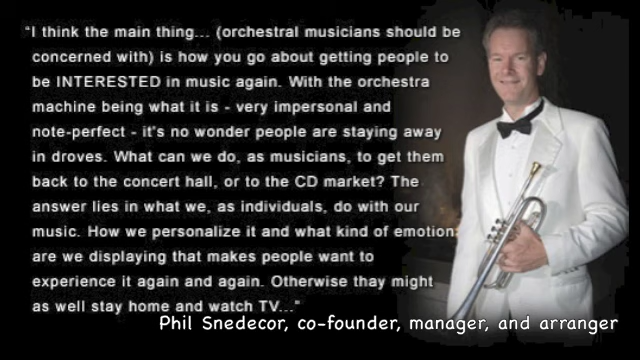 "I think the main thing... (orchestral musicians should be
concerned with) is how you go about getting people to
be INTERESTED in music again. With the orchestra
machine being what it is - very impersonal and
note-perfect - it's no wonder people are staying away
in droves. What can we do, as musicians, to get them
back to the concert hall, or to the CD market? The
answer lies in what we, as individuals, do with our
music. How we personalize it and what kind of emotions
are we displaying that makes people want to
experience it again and again. Otherwise thay might
as well stay home and watch TV..."
Phil Snedecor, co-founder, manager, and arranger